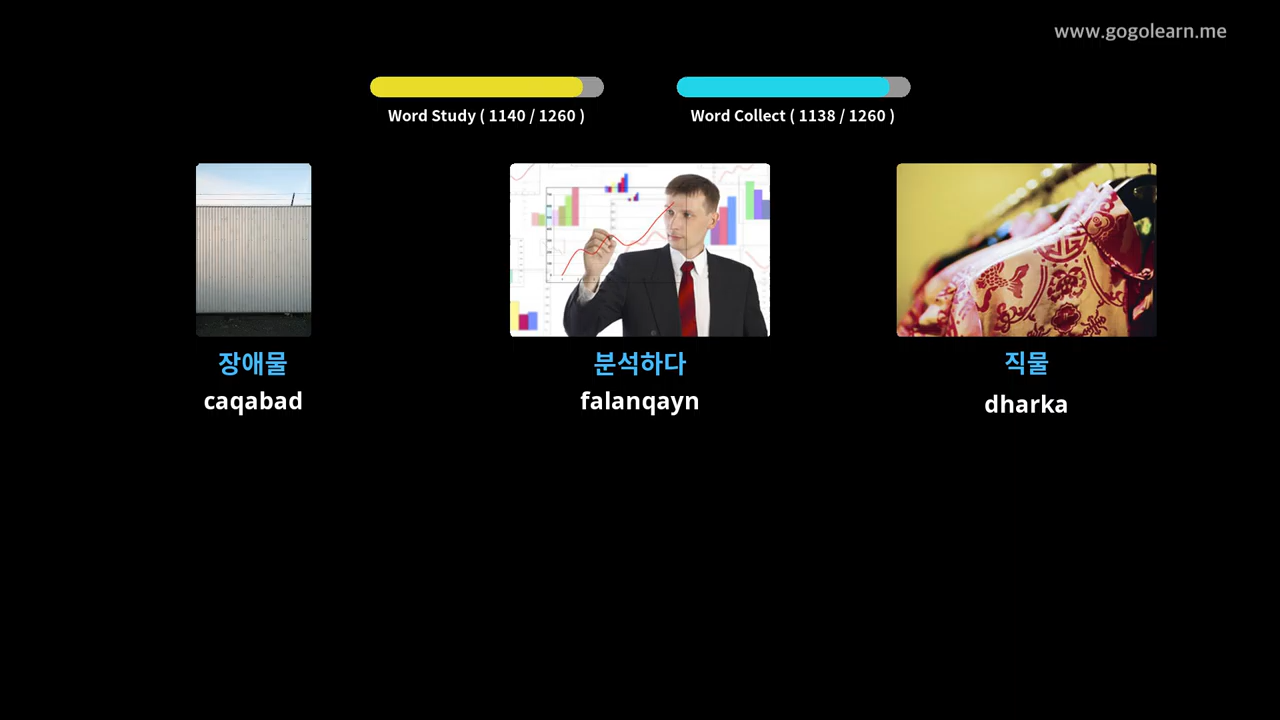 www.gogolearn.me
Word Study ( 1140 / 1260 )
Word Collect ( 1138 / 1260 )
장애물
caqabad
분석하다
falanqayn
직물
dharka